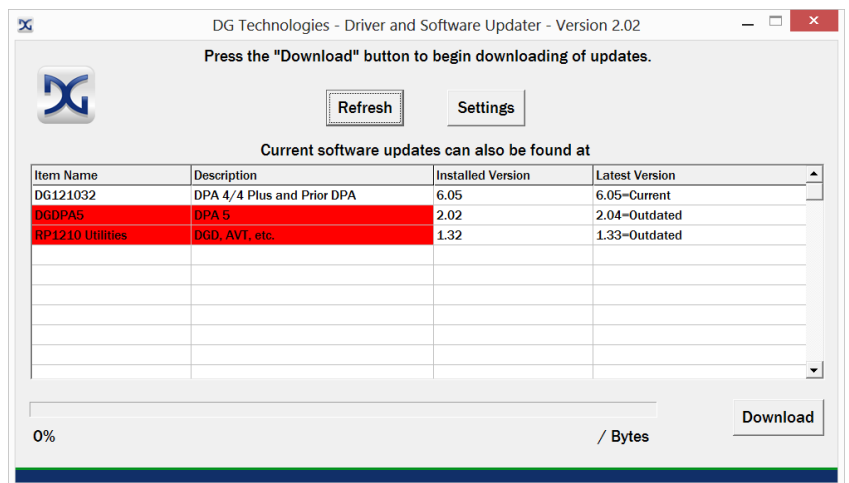 DG Technologies - Driver and Software Updater - Version 2.02
Press the "Download" button to begin downloading of updates.
Refresh Settings
Current software updates can also be found at
Item Name Description Installed Version Latest Version
DG121032 DPA 4/4 Plus and Prior DPA 6.05 6.05=Current
DGDPA5 DPA 5 2.02 2.04=Outdated
RP1210 Utilities DGD, AVT, etc. 1.32 1.33=Outdated
Download
0% / Bytes